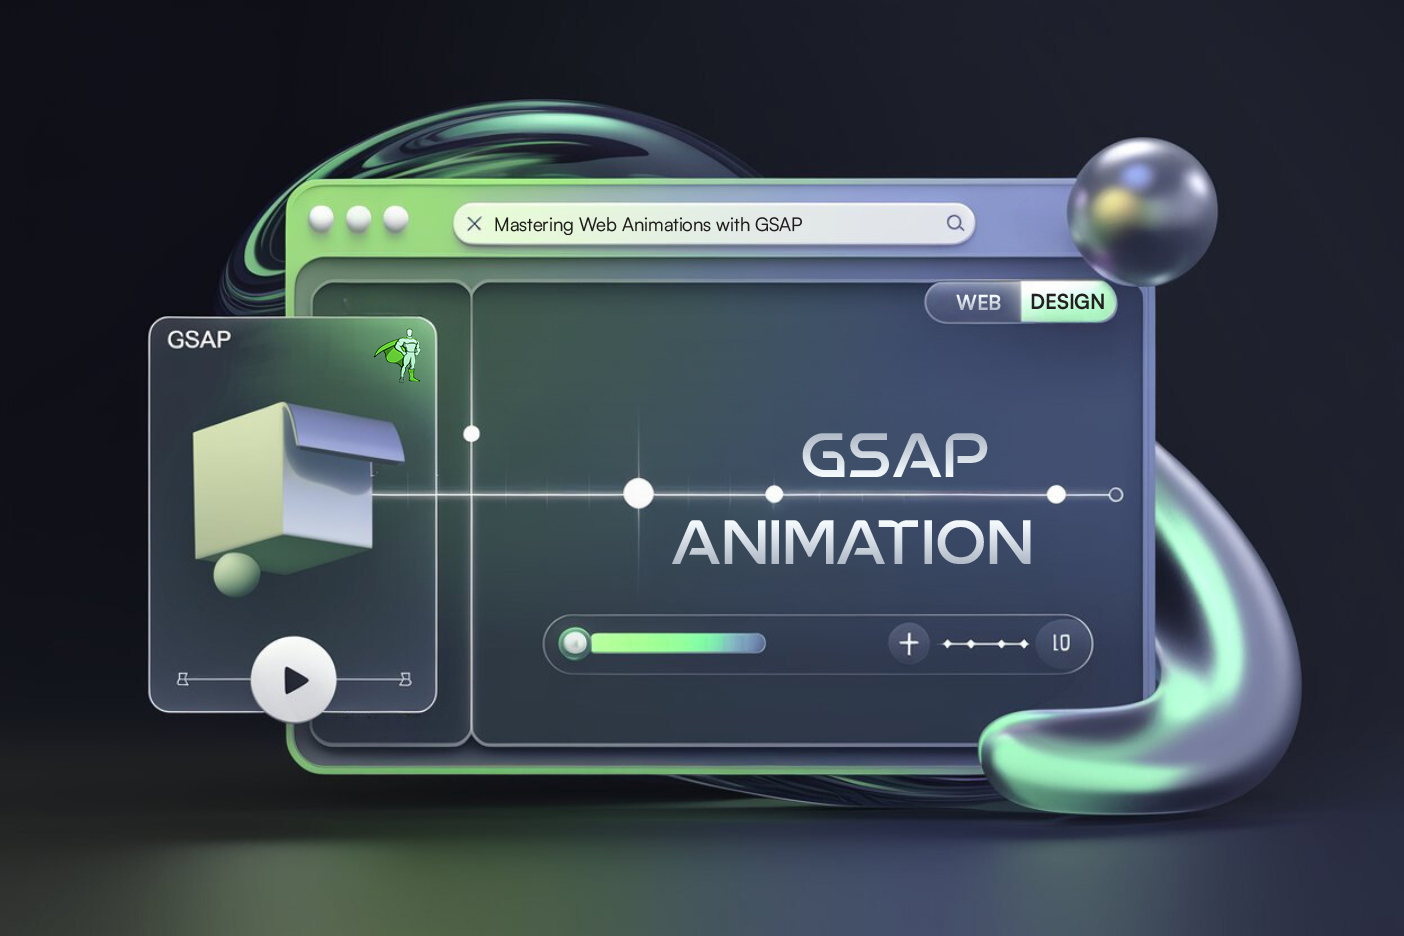 Mastering Web Animations with GSAP
WEB DESIGN
GSAP
GSAP
ANIMATION